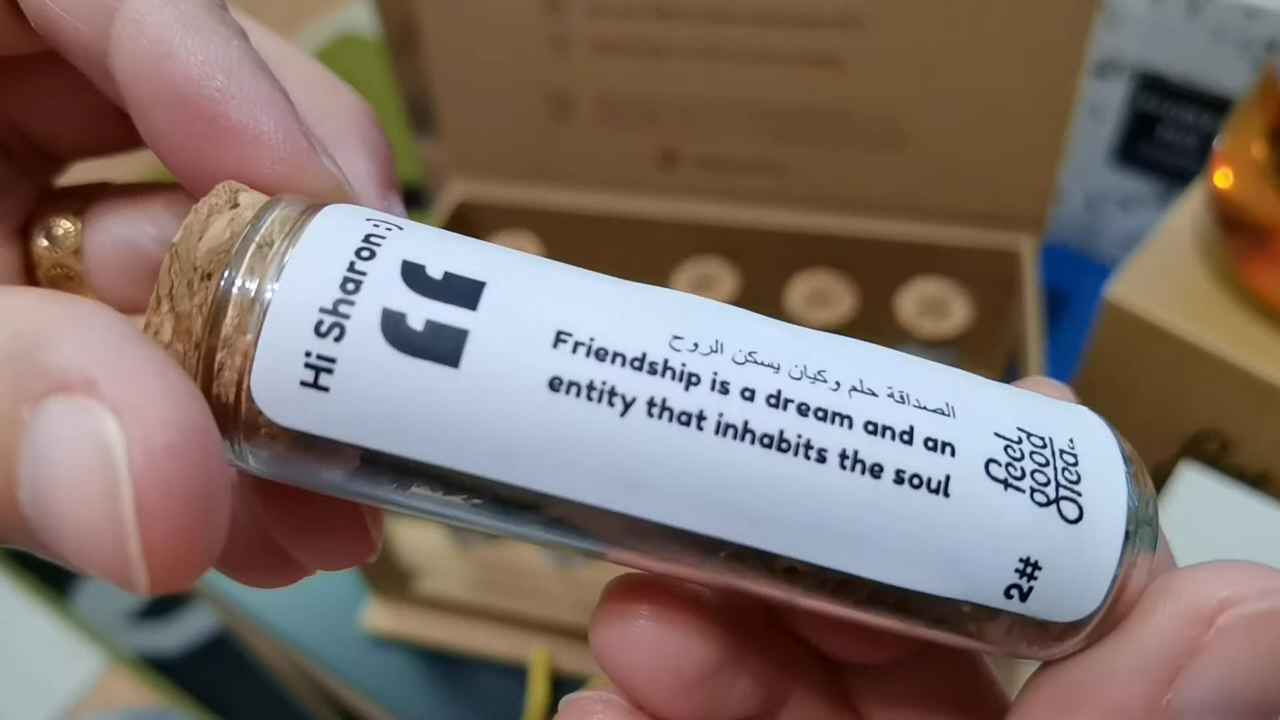 Hi Sharon:)
“
الصداقة حلم وكيان يسكن الروح
Friendship is a dream and an
entity that inhabits the soul
feel
good
Tea
2#